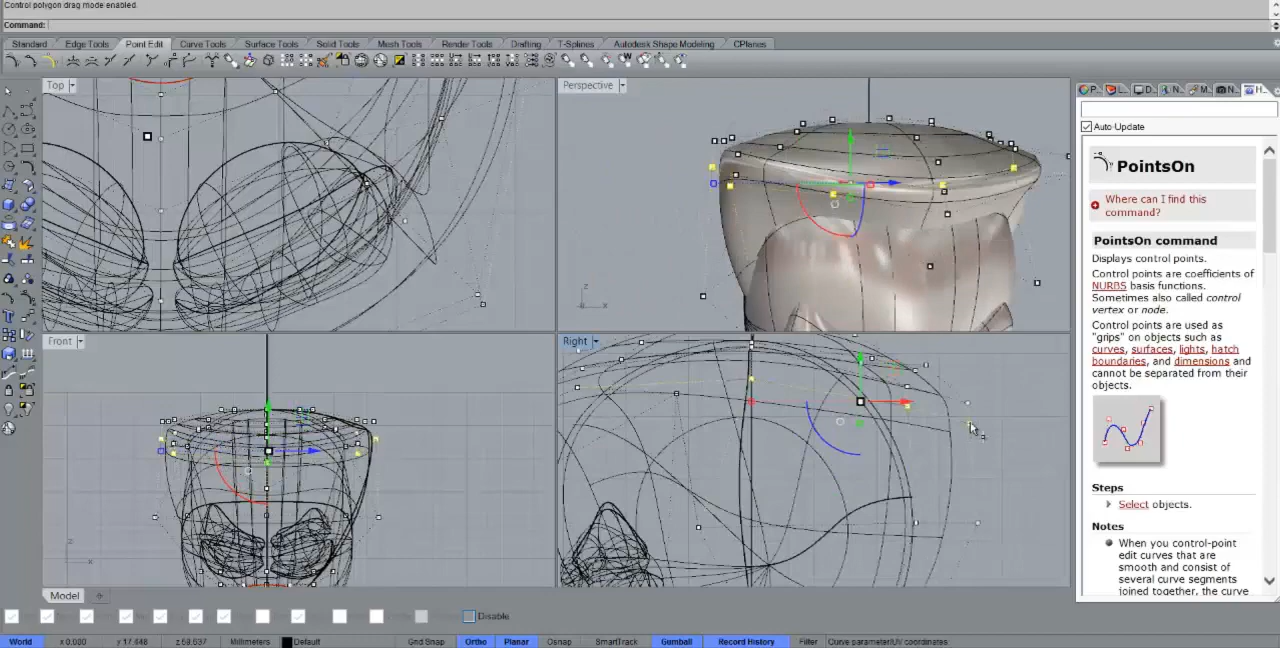 Control polygon drag mode enabled.
Command:
Standard Edge Tools Point Edit Curve Tools Surface Tools Solid Tools Mesh Tools Render Tools Drafting T-Splines Autodesk Shape Modeling CPlanes
Top
Perspective
Front
Right
z
x
z
x
P... L... D... N... M... N... H...
Auto-Update
PointsOn
Where can I find this
command?
PointsOn command
Displays control points.
Control points are coefficients of
NURBS basis functions.
Sometimes also called control
vertex or node.
Control points are used as
"grips" on objects such as
curves, surfaces, lights, hatch
boundaries, and dimensions and
cannot be separated from their
objects.
Steps
Select objects.
Notes
When you control-point
edit curves that are
smooth and consist of
several curve segments
joined together, the curve
Model
Disable
World x 0.000 y 17.448 z 59.637 Millimeters Default Grid Snap Ortho Planar Osnap SmartTrack Gumball Record History Filter Curve parameter/UV coordinates